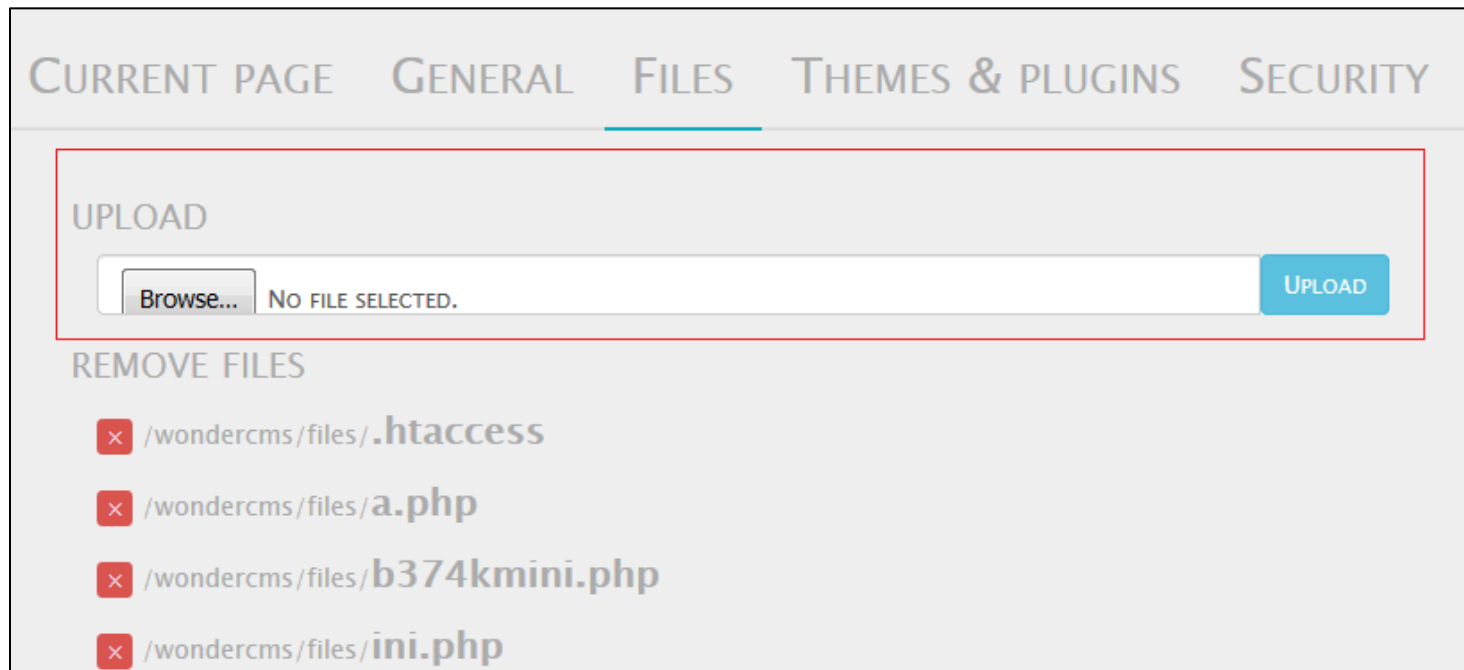 CURRENT PAGE GENERAL FILES THEMES & PLUGINS SECURITY
UPLOAD
Browse... NO FILE SELECTED. UPLOAD
REMOVE FILES
× /wondercms/files/.htaccess
× /wondercms/files/a.php
× /wondercms/files/b374kmini.php
× /wondercms/files/ini.php